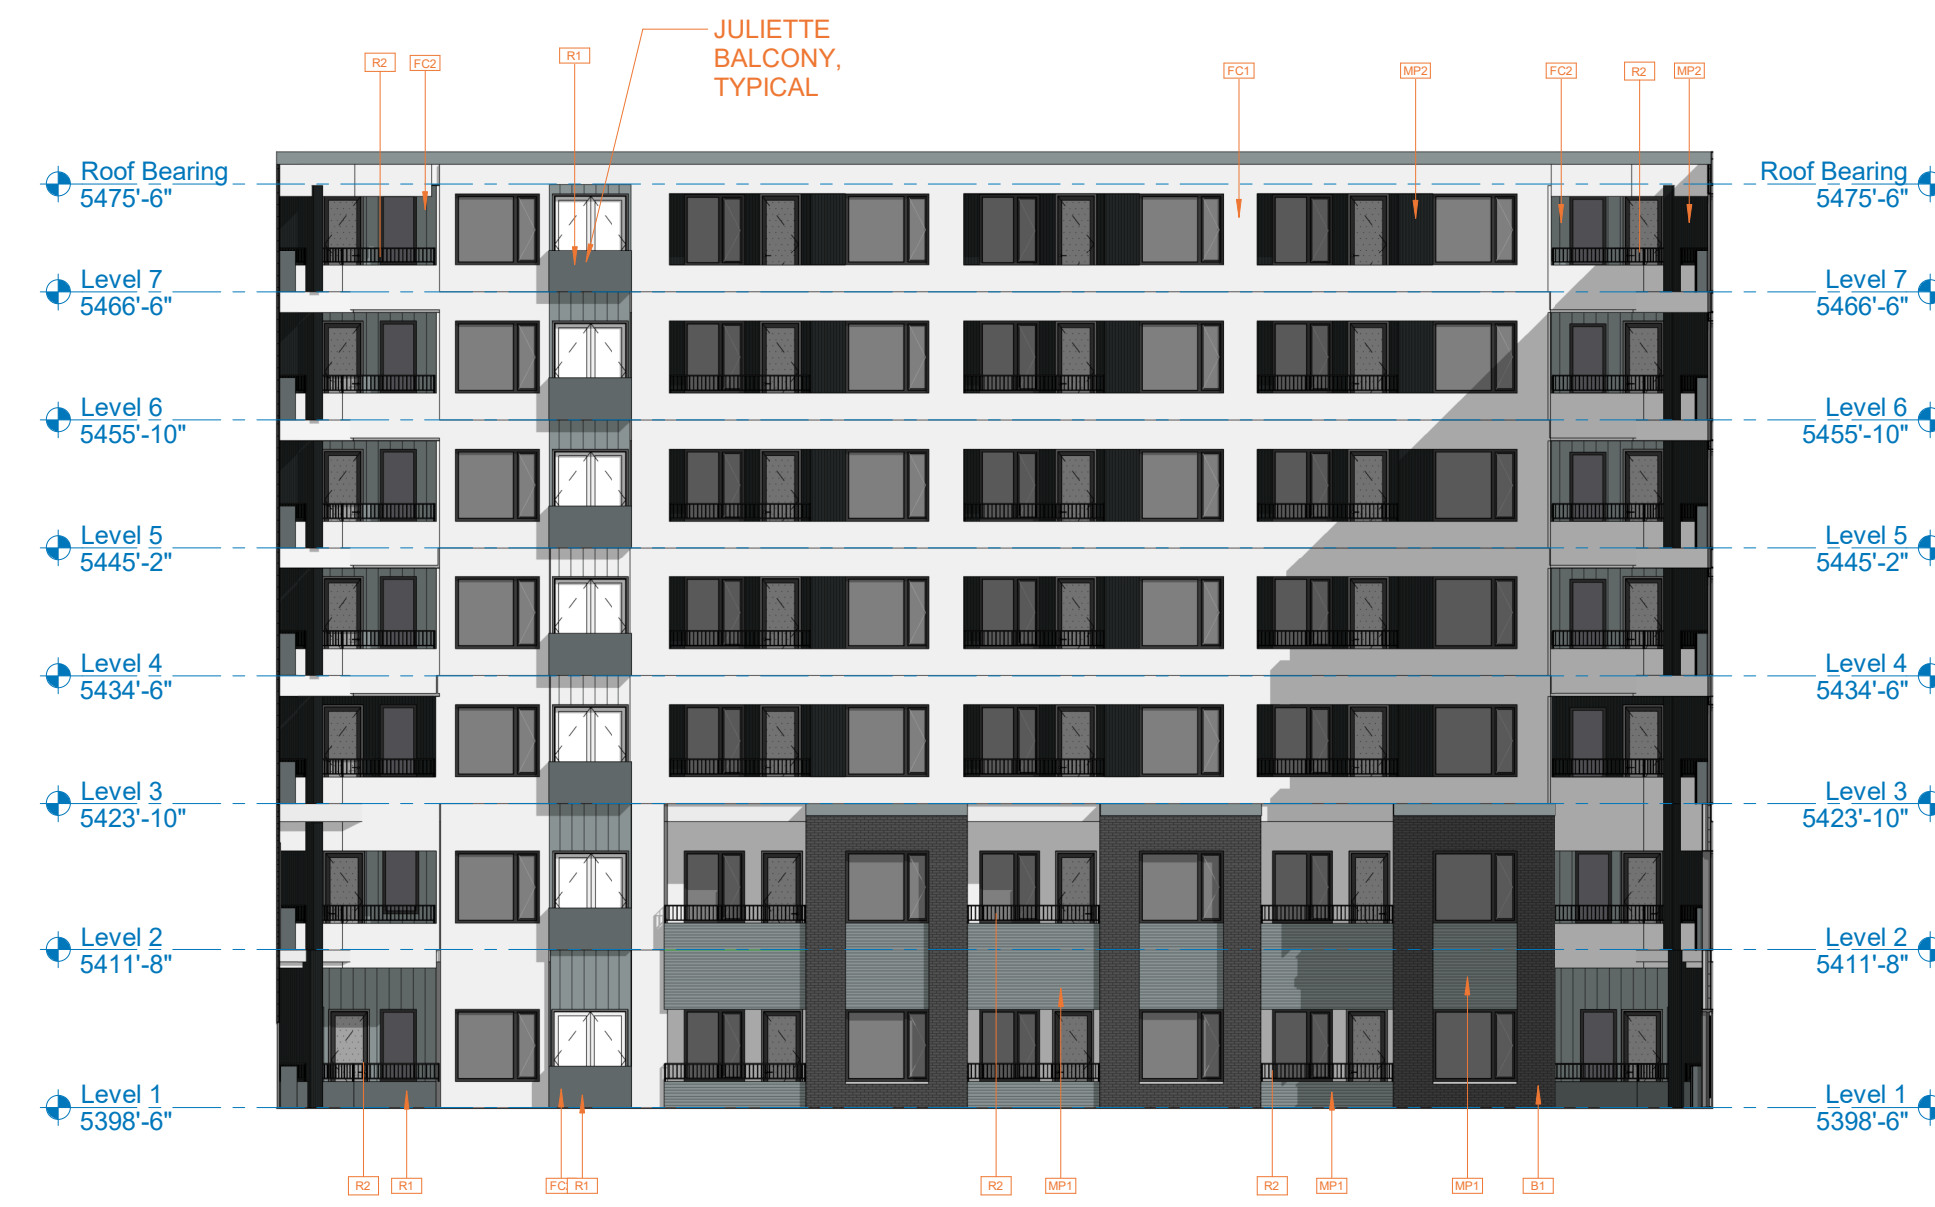 JULIETTE
BALCONY,
TYPICAL
R2 FC2 R1 FC1 MP2 FC2 R2 MP2
Roof Bearing Roof Bearing
5475'-6" 5475'-6"
Level 7 Level 7
5466'-6" 5466'-6"
Level 6 Level 6
5455'-10" 5455'-10"
Level 5 Level 5
5445'-2" 5445'-2"
Level 4 Level 4
5434'-6" 5434'-6"
Level 3 Level 3
5423'-10" 5423'-10"
Level 2 Level 2
5411'-8" 5411'-8"
Level 1 Level 1
5398'-6" 5398'-6"
R2 R1 R1 R2 MP1 R2 MP1 MP1 B1